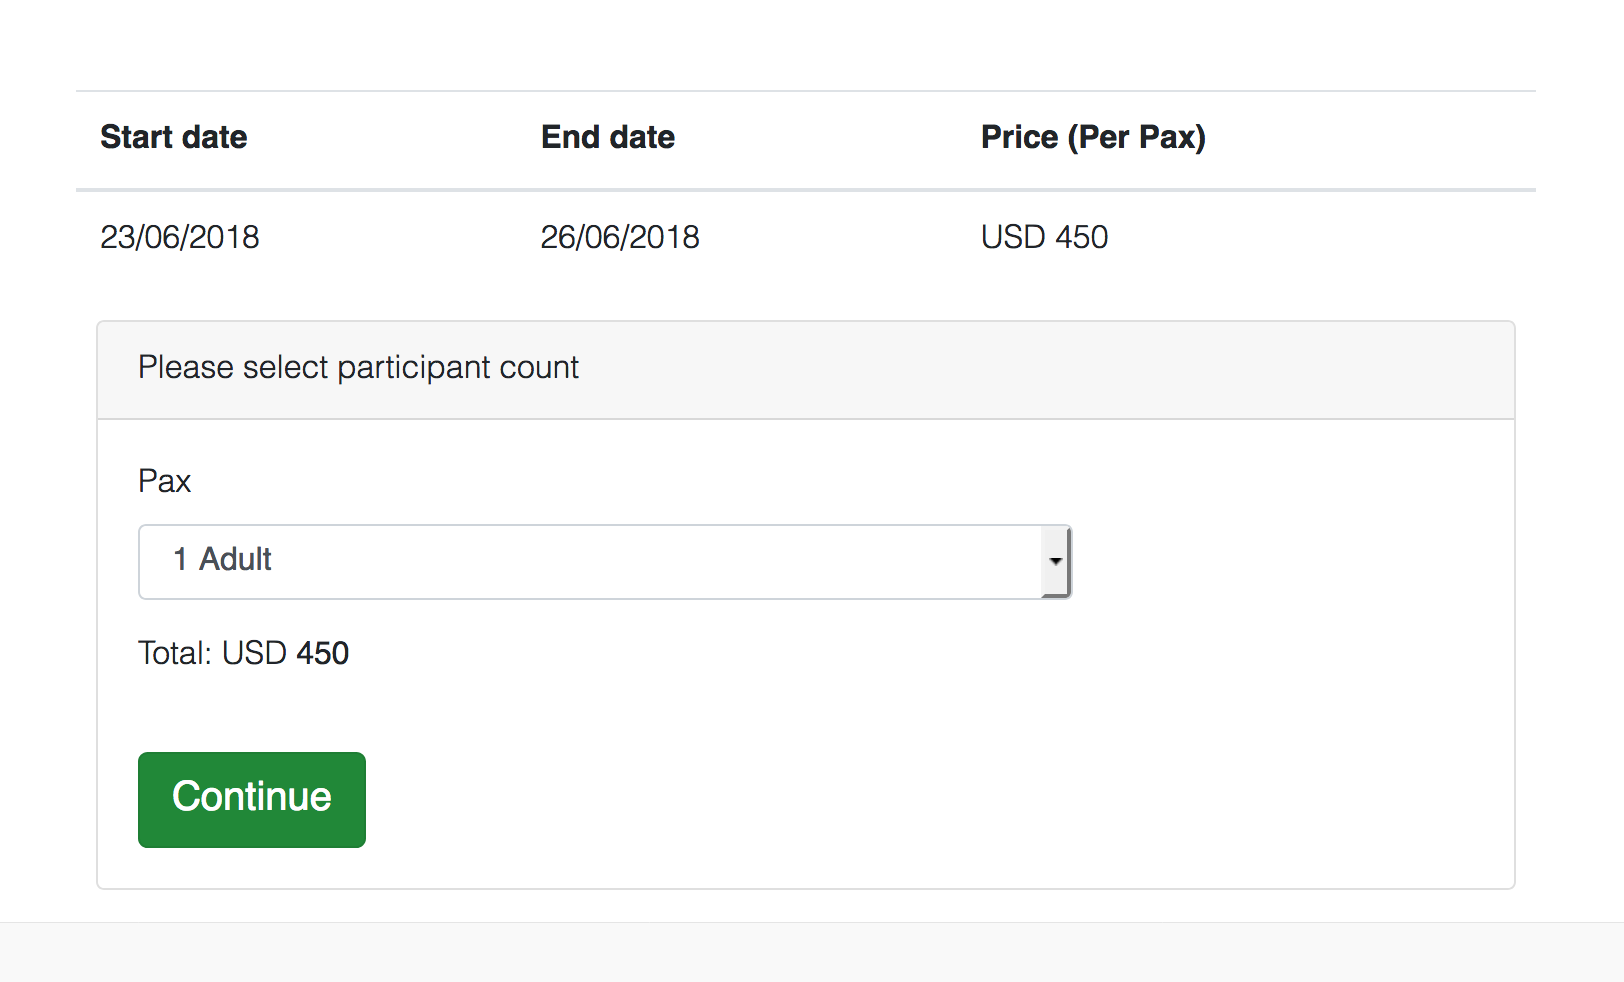 Start date End date Price (Per Pax)
23/06/2018 26/06/2018 USD 450
Please select participant count
Pax
1 Adult
Total: USD 450
Continue